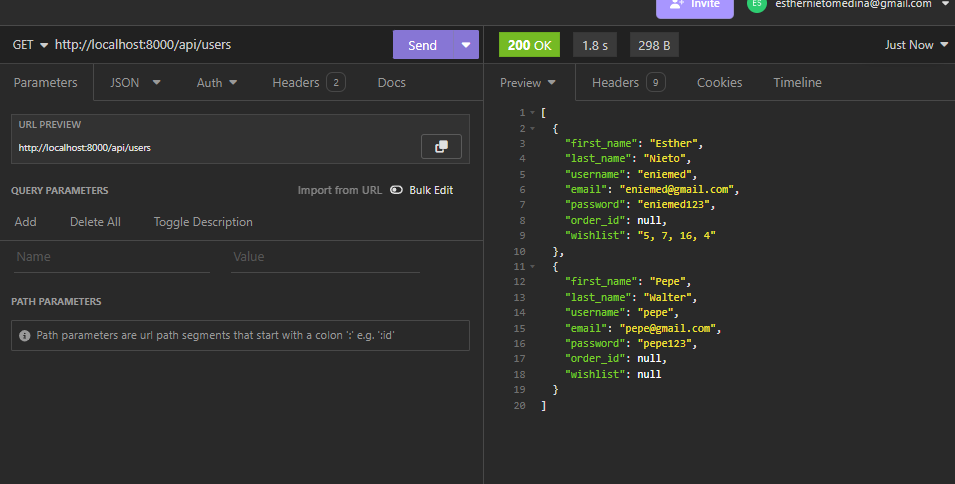 Invite
ES
esthernietomedina@gmail.com
GET http://localhost:8000/api/users Send
200 OK 1.8 s 298 B Just Now
Parameters JSON Auth Headers 2 Docs
Preview Headers 9 Cookies Timeline
URL PREVIEW
http://localhost:8000/api/users
QUERY PARAMETERS Import from URL Bulk Edit
Add Delete All Toggle Description
Name Value
PATH PARAMETERS
Path parameters are url path segments that start with a colon ':' e.g. ':id'
1 [
2 {
3 "first_name": "Esther",
4 "last_name": "Nieto",
5 "username": "eniemed",
6 "email": "eniemed@gmail.com",
7 "password": "eniemed123",
8 "order_id": null,
9 "wishlist": "5, 7, 16, 4"
10 },
11 {
12 "first_name": "Pepe",
13 "last_name": "Walter",
14 "username": "pepe",
15 "email": "pepe@gmail.com",
16 "password": "pepe123",
17 "order_id": null,
18 "wishlist": null
19 }
20 ]